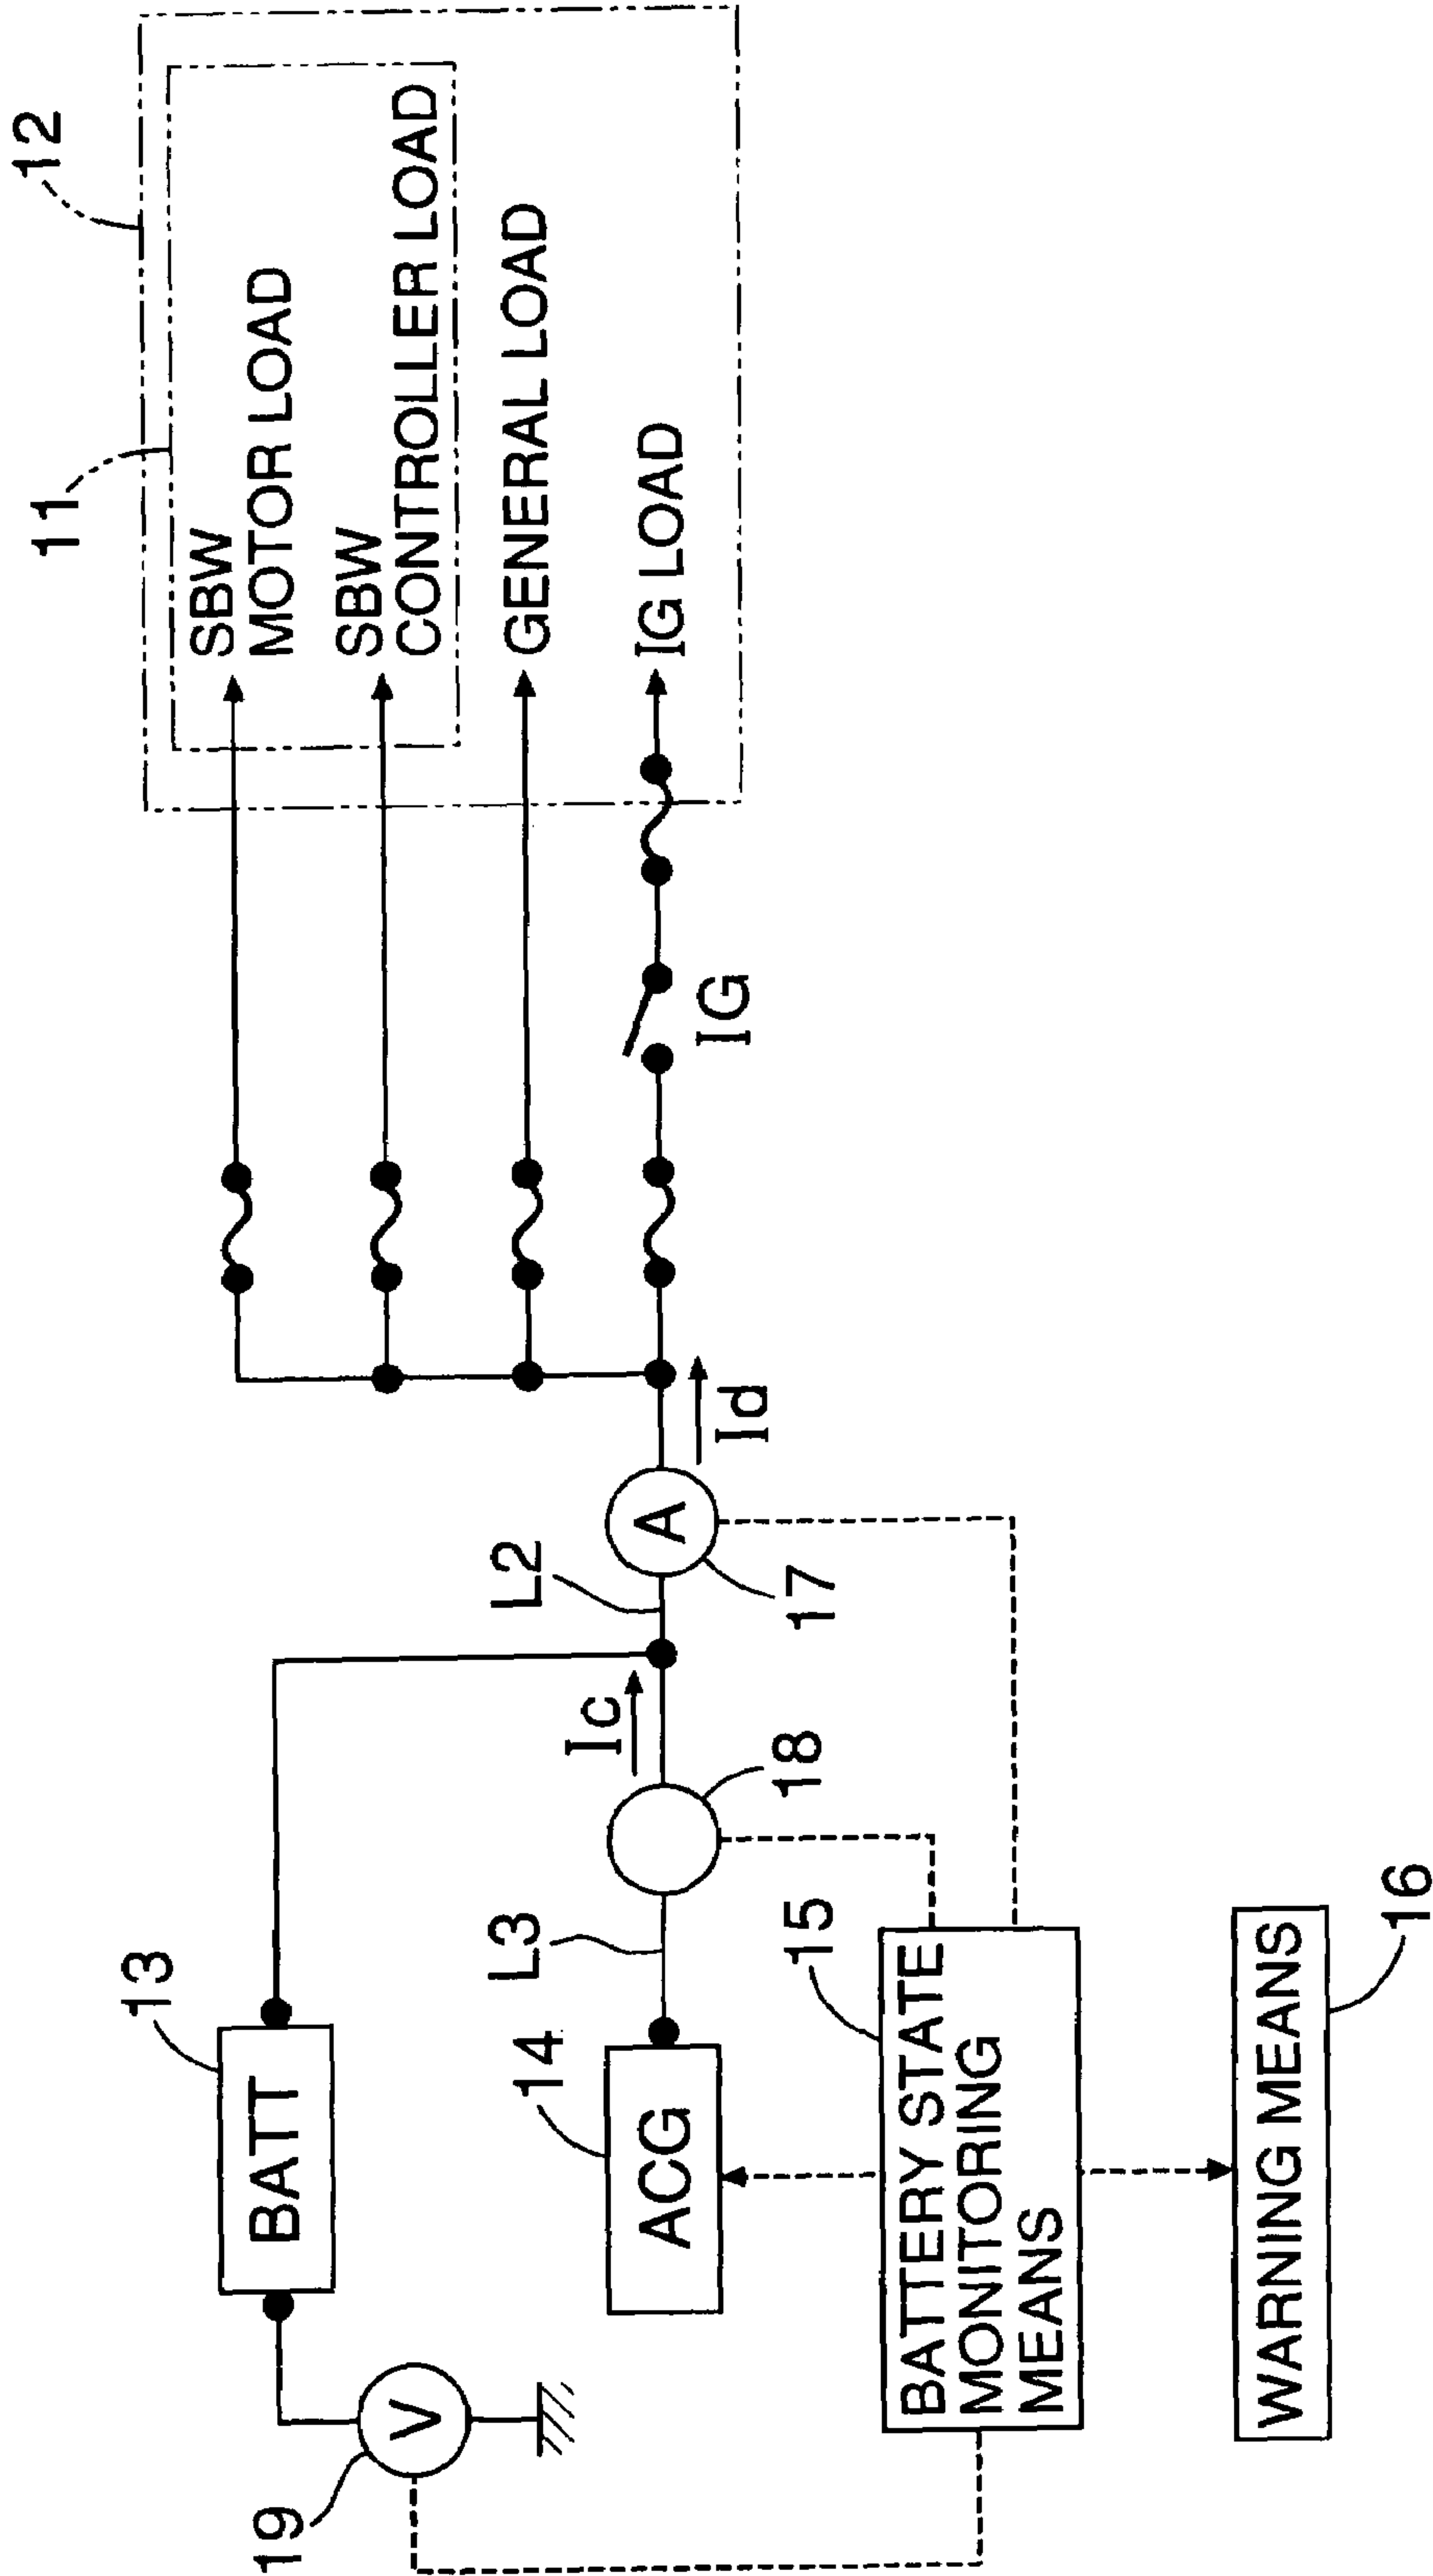 12
11
SBW
MOTOR LOAD
SBW
CONTROLLER LOAD
GENERAL LOAD
IG LOAD
IG
Id
L2
A
17
Ic
18
L3
13
BATT
14
ACG
15
BATTERY STATE
MONITORING
MEANS
16
WARNING MEANS
V
19